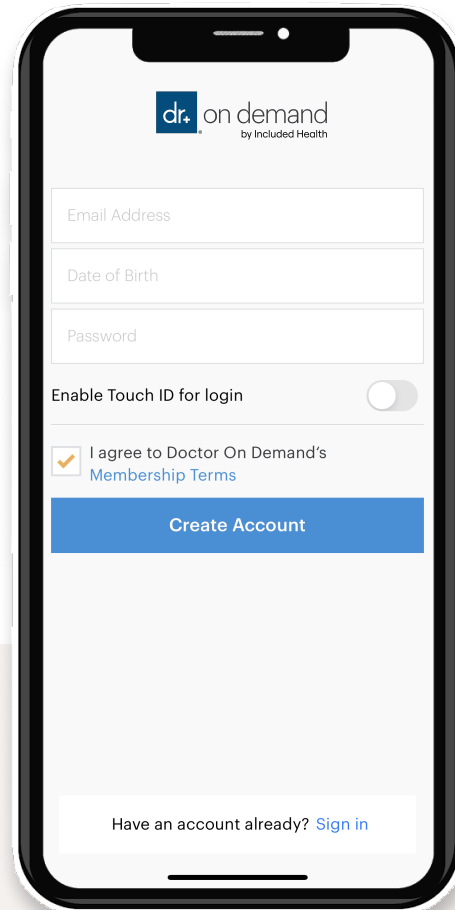 dr+ on demand
by Included Health
Email Address
Date of Birth
Password
Enable Touch ID for login
I agree to Doctor On Demand's
Membership Terms
Create Account
Have an account already? Sign in